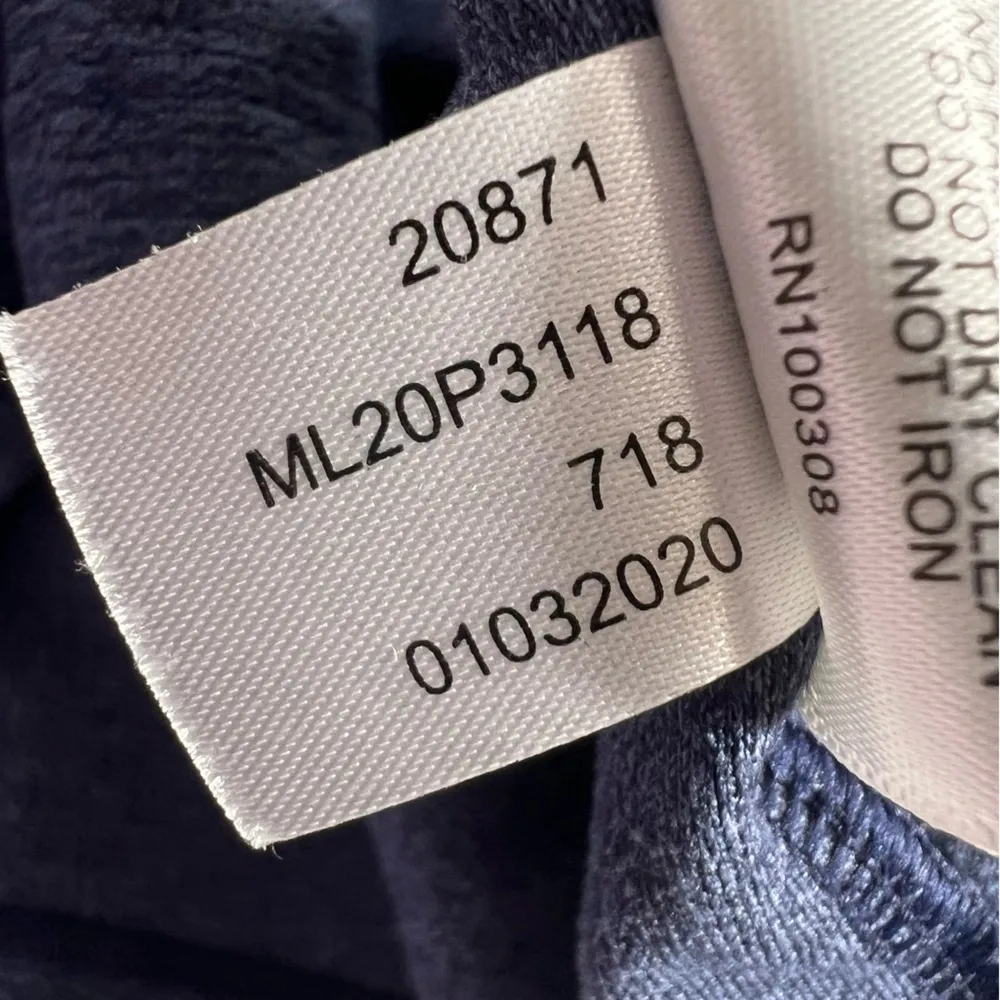 20871
ML20P3118
718
01032020
RN100308
DO NOT IRON
DO NOT DRY CLEAN